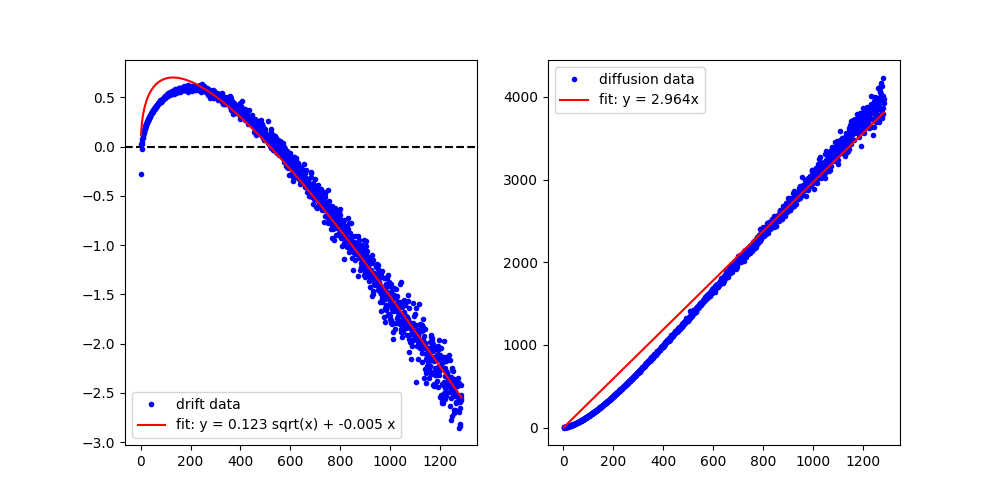 0.5
0.0
−0.5
−1.0
−1.5
−2.0
−2.5
−3.0
0 200 400 600 800 1000 1200
drift data
fit: y = 0.123 sqrt(x) + -0.005 x
4000
3000
2000
1000
0
0 200 400 600 800 1000 1200
diffusion data
fit: y = 2.964x